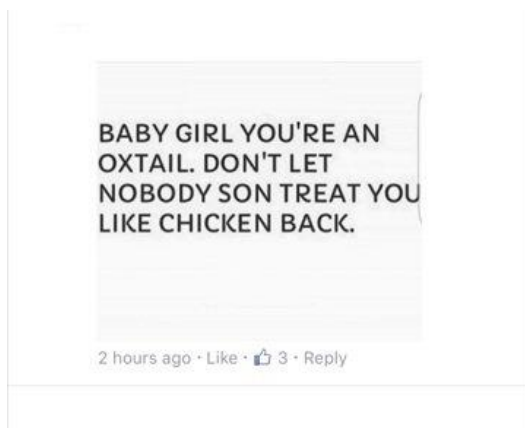 BABY GIRL YOU'RE AN
OXTAIL. DON'T LET
NOBODY SON TREAT YOU
LIKE CHICKEN BACK.
2 hours ago · Like · 3 · Reply